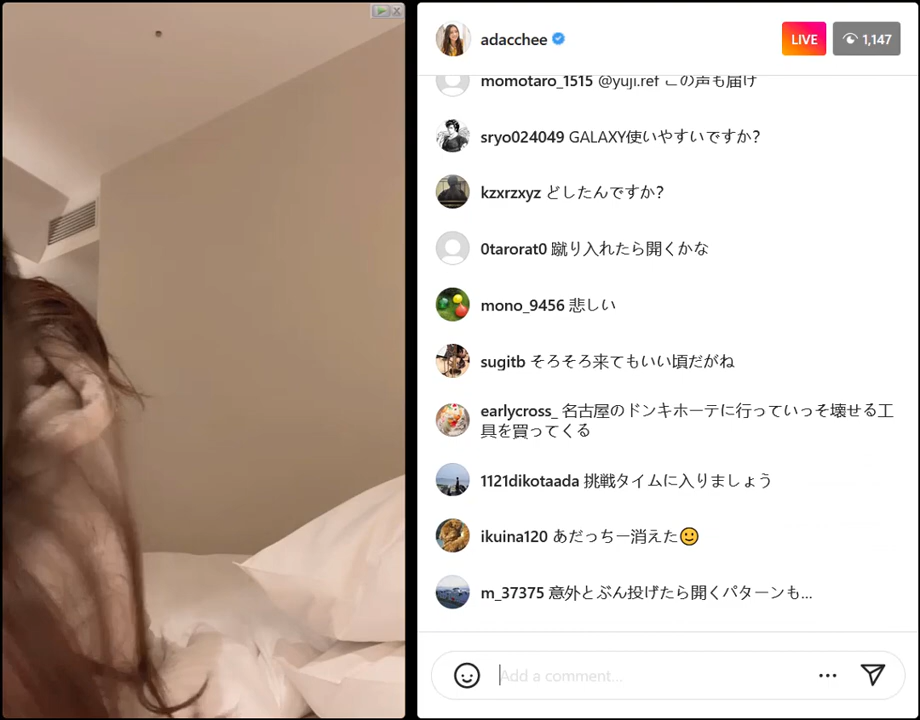 adacchee
LIVE
1,147
momotaro_1515 @yuji.ref この声も届け
sryo024049 GALAXY使いやすいですか?
kzxrzxyz どしたんですか?
0tarorat0 蹴り入れたら開くかな
mono_9456 悲しい
sugitb そろそろ来てもいい頃だがね
earlycross_ 名古屋のドンキホーテに行っていっそ壊せる工
具を買ってくる
1121dikotaada 挑戦タイムに入りましょう
ikuina120 あだっちー消えた🙂
m_37375 意外とぶん投げたら開くパターンも...
Add a comment...